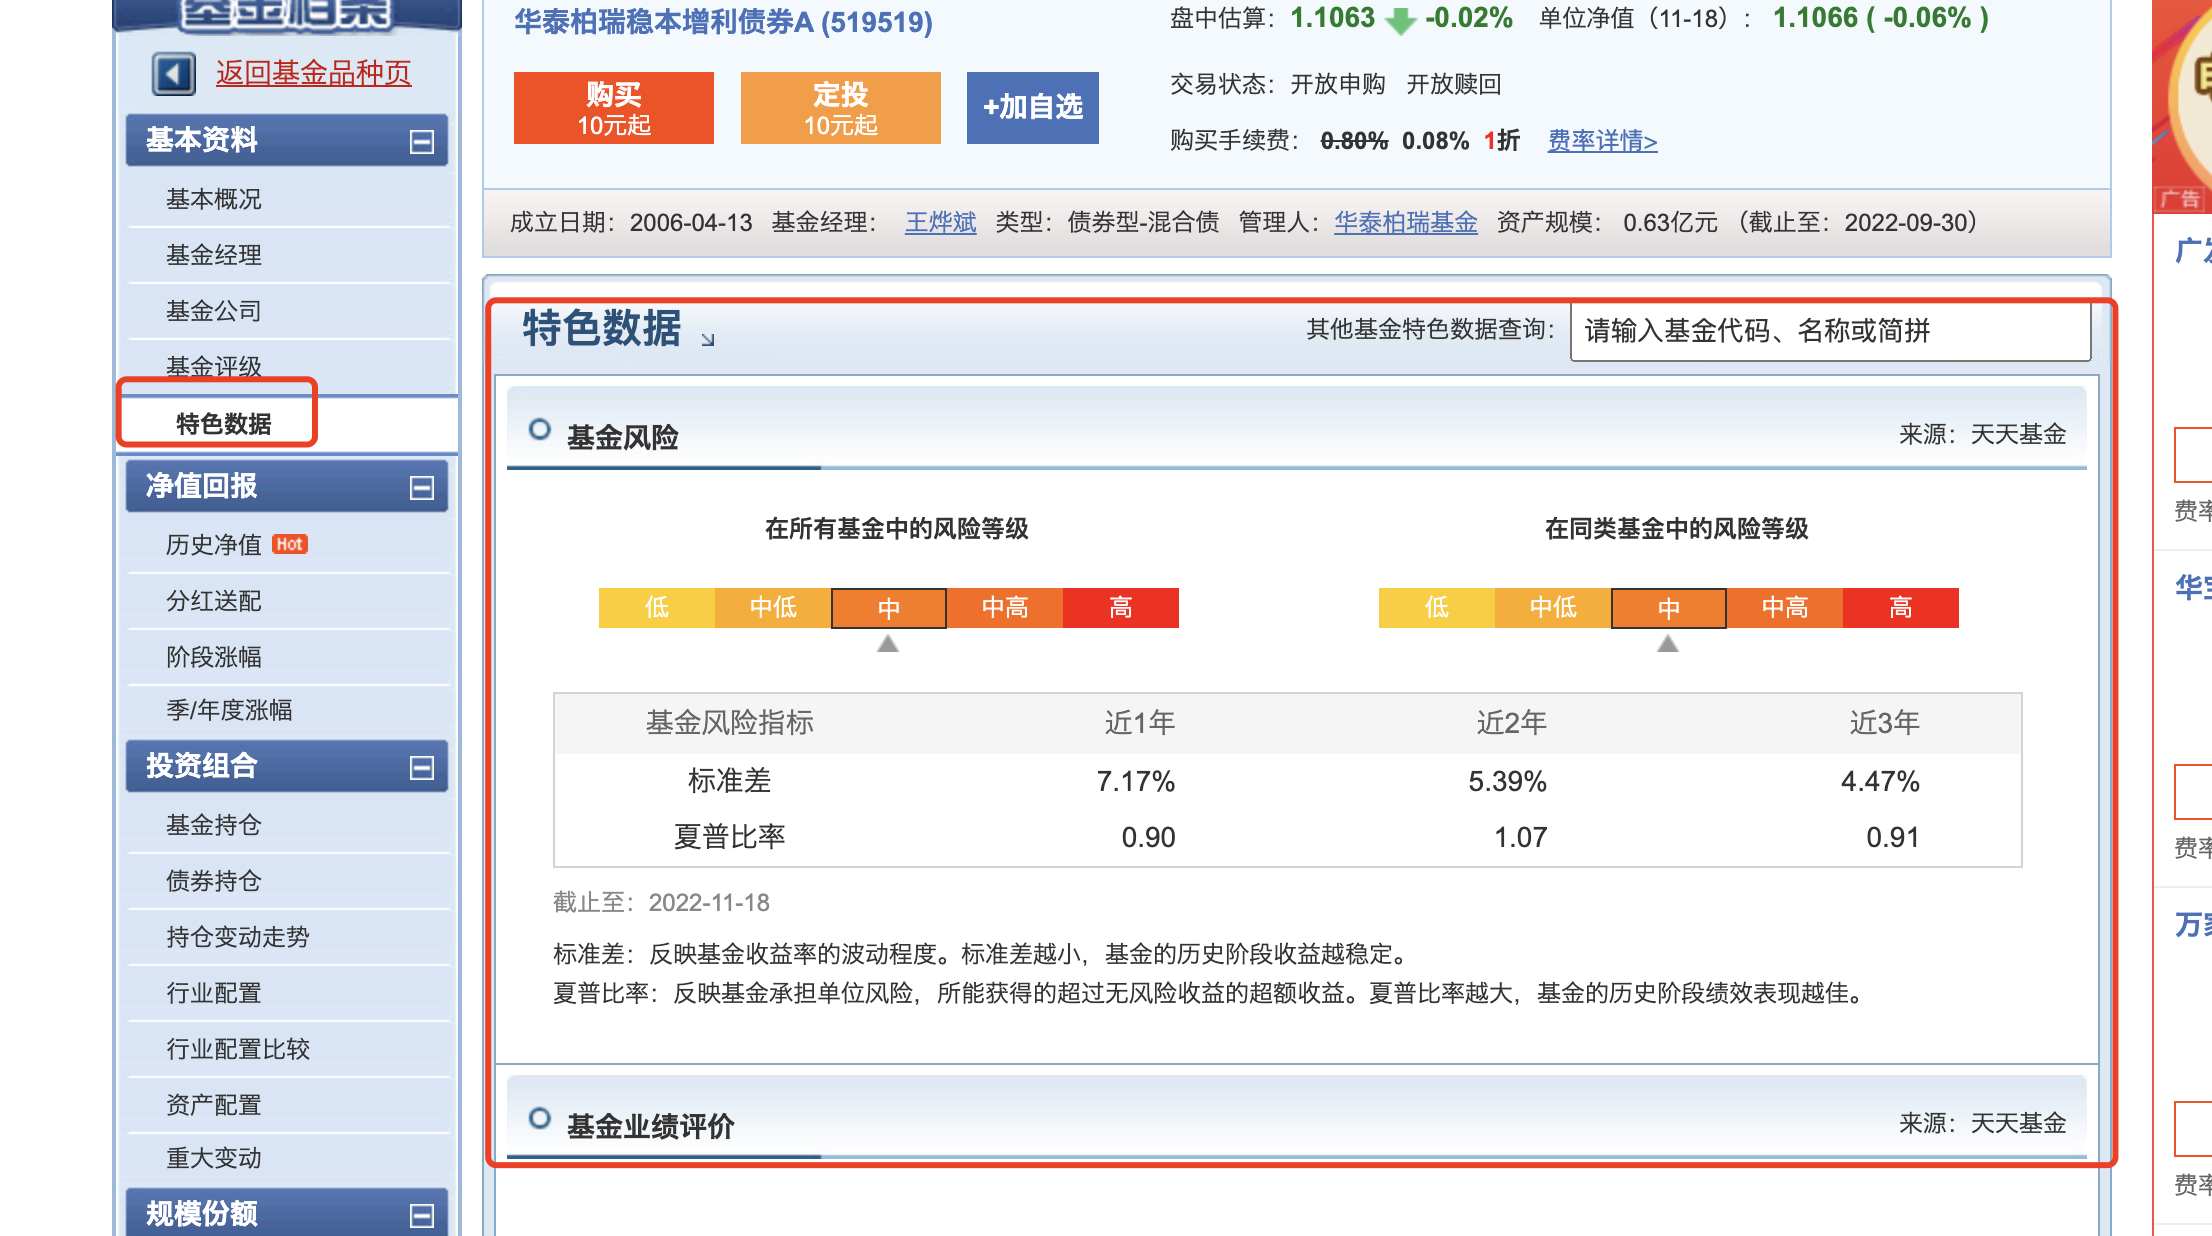 基金档案
返回基金品种页
基本资料
基本概况
基金经理
基金公司
基金评级
特色数据
净值回报
历史净值 Hot
分红送配
阶段涨幅
季/年度涨幅
投资组合
基金持仓
债券持仓
持仓变动走势
行业配置
行业配置比较
资产配置
重大变动
规模份额
华泰柏瑞稳本增利债券A (519519)
购买
10元起
定投
10元起
+加自选
盘中估算：1.1063 -0.02% 单位净值（11-18）：1.1066 ( -0.06% )
交易状态：开放申购 开放赎回
购买手续费：0.80% 0.08% 1折 费率详情>
成立日期：2006-04-13 基金经理：王烨斌 类型：债券型-混合债 管理人：华泰柏瑞基金 资产规模：0.63亿元（截止至：2022-09-30）
特色数据
其他基金特色数据查询：请输入基金代码、名称或简拼
基金风险 来源：天天基金
在所有基金中的风险等级
低 中低 中 中高 高
在同类基金中的风险等级
低 中低 中 中高 高
基金风险指标 近1年 近2年 近3年
标准差 7.17% 5.39% 4.47%
夏普比率 0.90 1.07 0.91
截止至：2022-11-18
标准差：反映基金收益率的波动程度。标准差越小，基金的历史阶段收益越稳定。
夏普比率：反映基金承担单位风险，所能获得的超过无风险收益的超额收益。夏普比率越大，基金的历史阶段绩效表现越佳。
基金业绩评价 来源：天天基金
广告
广
费率
华
费率
万
费率